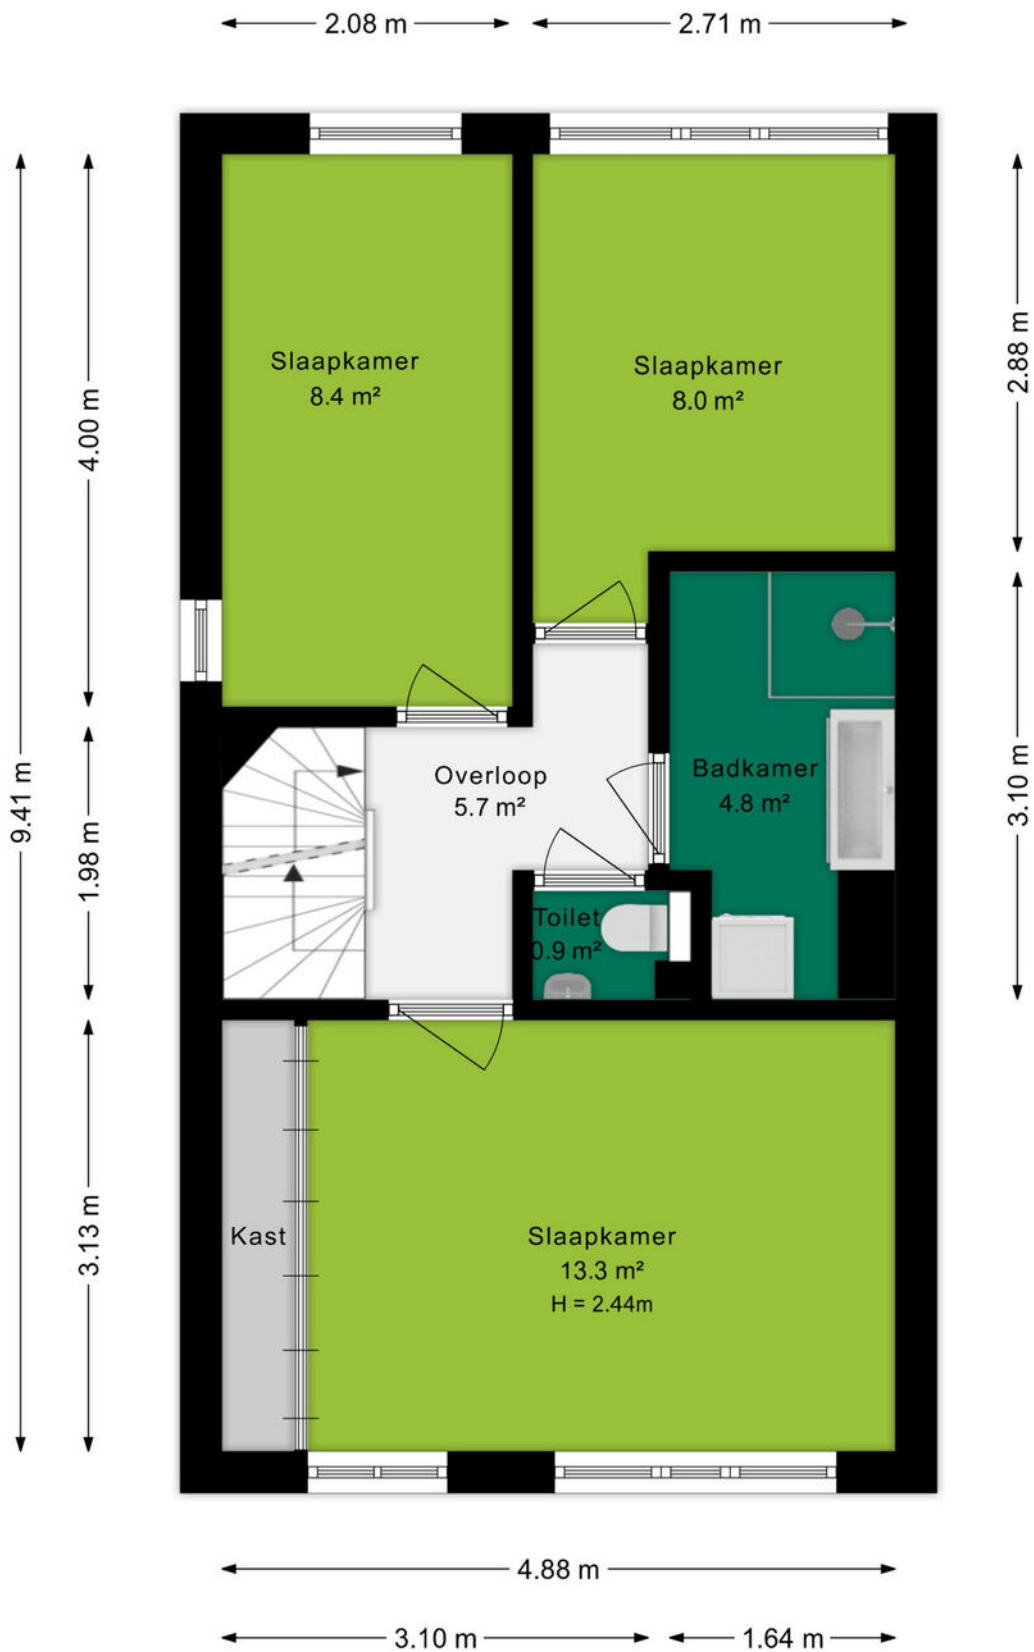 2.08 m
2.71 m
Slaapkamer
8.4 m²
Slaapkamer
8.0 m²
4.00 m
2.88 m
9.41 m
Overloop
5.7 m²
Badkamer
4.8 m²
1.98 m
3.10 m
Toilet
0.9 m²
3.13 m
Kast
Slaapkamer
13.3 m²
H = 2.44m
4.88 m
3.10 m
1.64 m